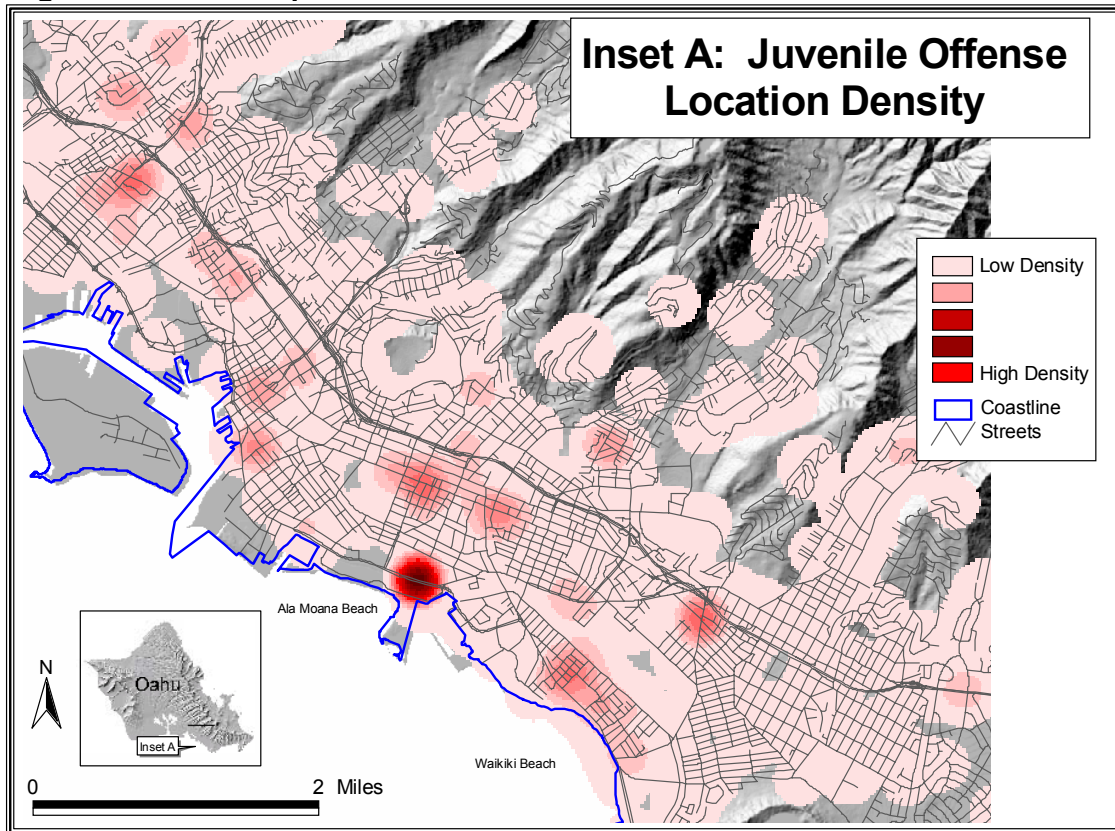 Inset A: Juvenile Offense
Location Density
Low Density
High Density
Coastline
Streets
Ala Moana Beach
Waikiki Beach
N
Oahu
Inset A
0 2 Miles